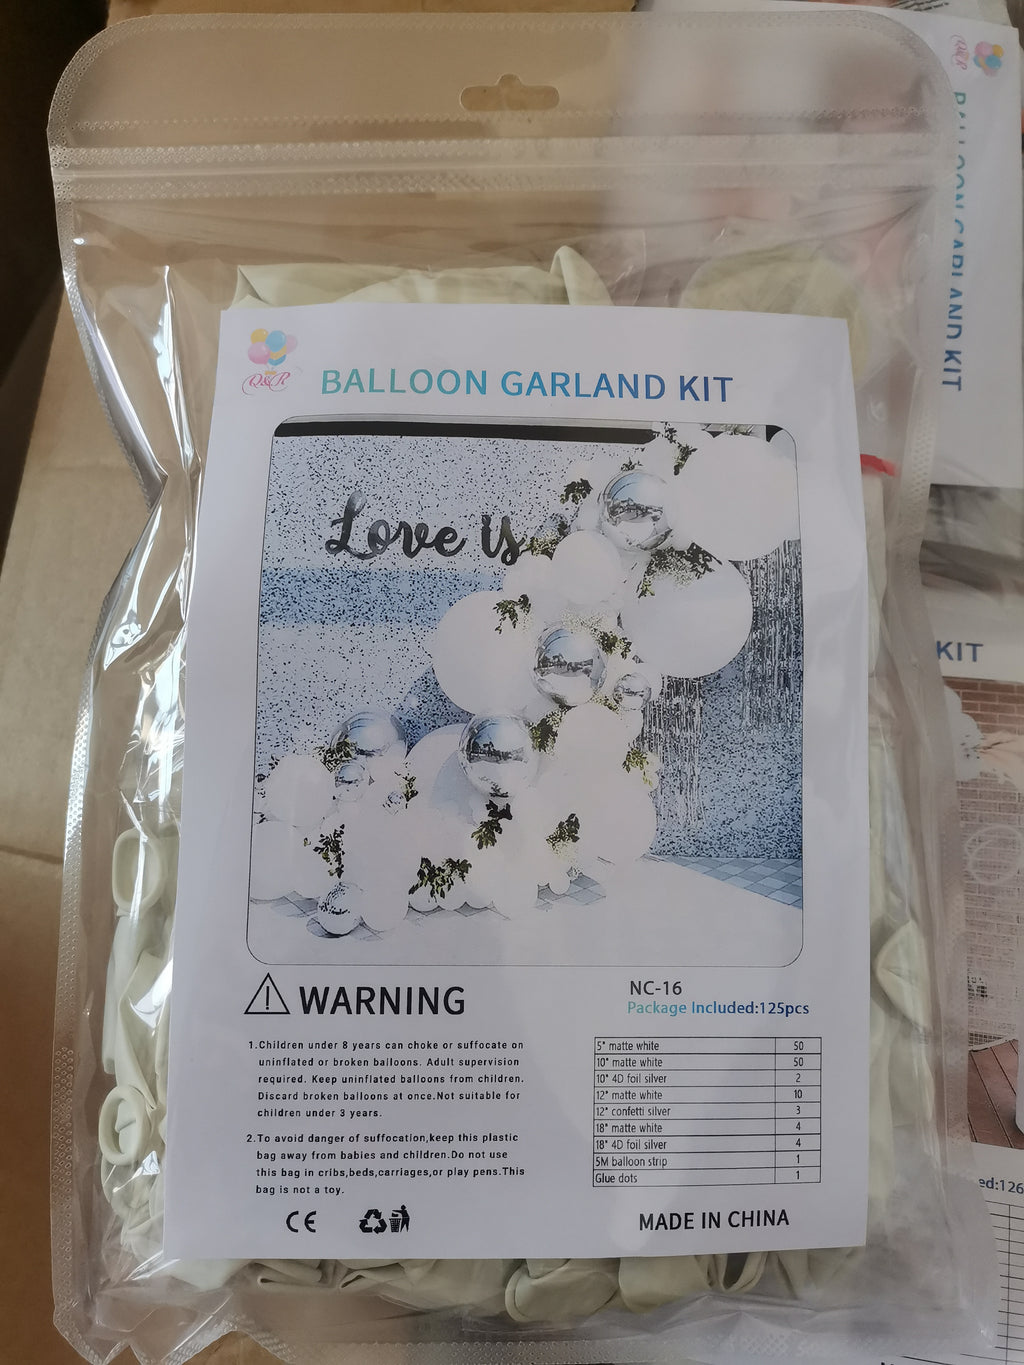 Q&R
BALLOON GARLAND KIT
Love is
WARNING
1.Children under 8 years can choke or suffocate on
uninflated or broken balloons. Adult supervision
required. Keep uninflated balloons from children.
Discard broken balloons at once.Not suitable for
children under 3 years.
2.To avoid danger of suffocation,keep this plastic
bag away from babies and children.Do not use
this bag in cribs,beds,carriages,or play pens.This
bag is not a toy.
CE
NC-16
Package Included:125pcs
5" matte white 50
10" matte white 50
10" 4D foil silver 2
12" matte white 10
12" confetti silver 3
18" matte white 4
18" 4D foil silver 4
5M balloon strip 1
Glue dots 1
MADE IN CHINA
BALLOON GARLAND KIT
KIT
ed:126